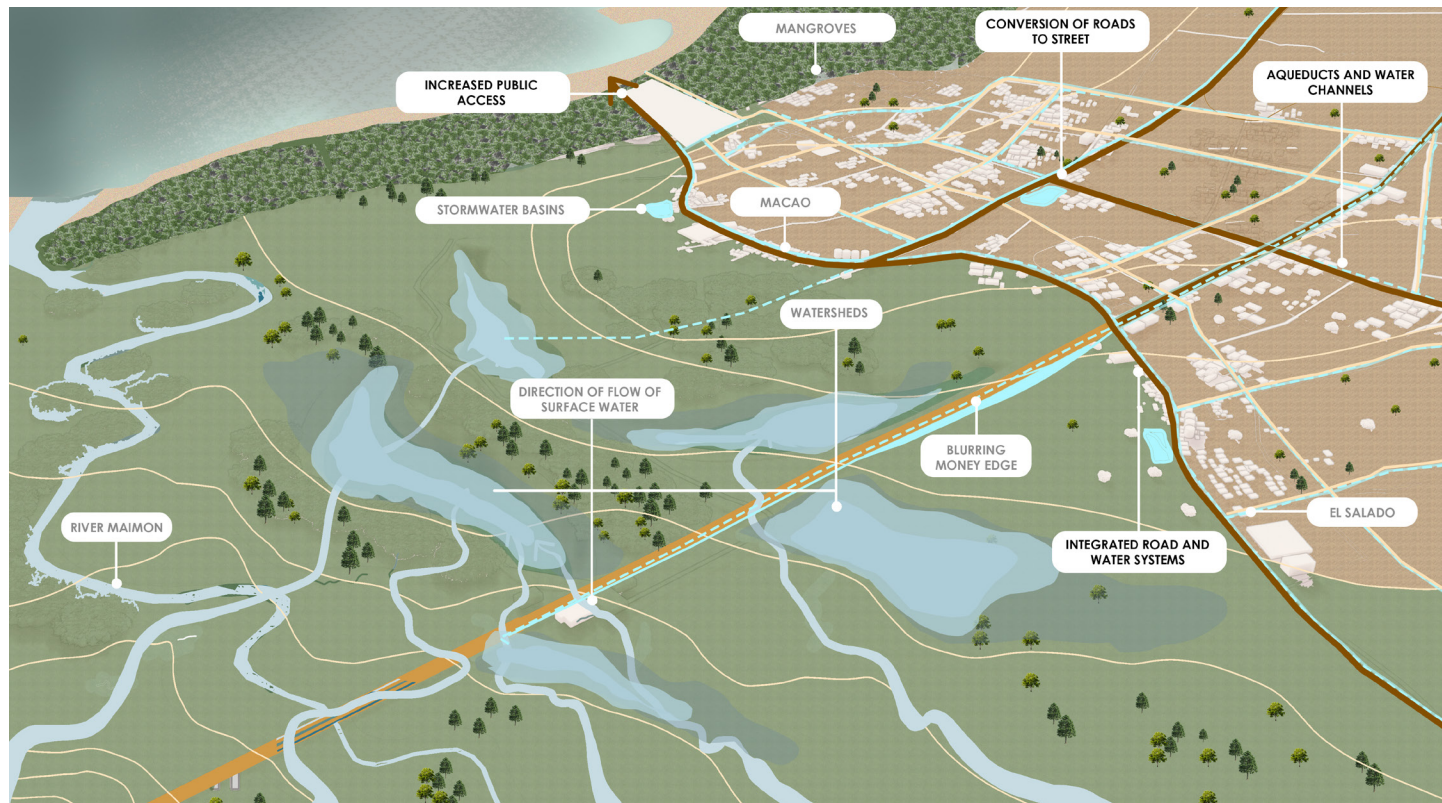 MANGROVES
CONVERSION OF ROADS
TO STREET
INCREASED PUBLIC
ACCESS
AQUEDUCTS AND WATER
CHANNELS
STORMWATER BASINS
MACAO
WATERSHEDS
DIRECTION OF FLOW OF
SURFACE WATER
BLURRING
MONEY EDGE
RIVER MAIMON
EL SALADO
INTEGRATED ROAD AND
WATER SYSTEMS